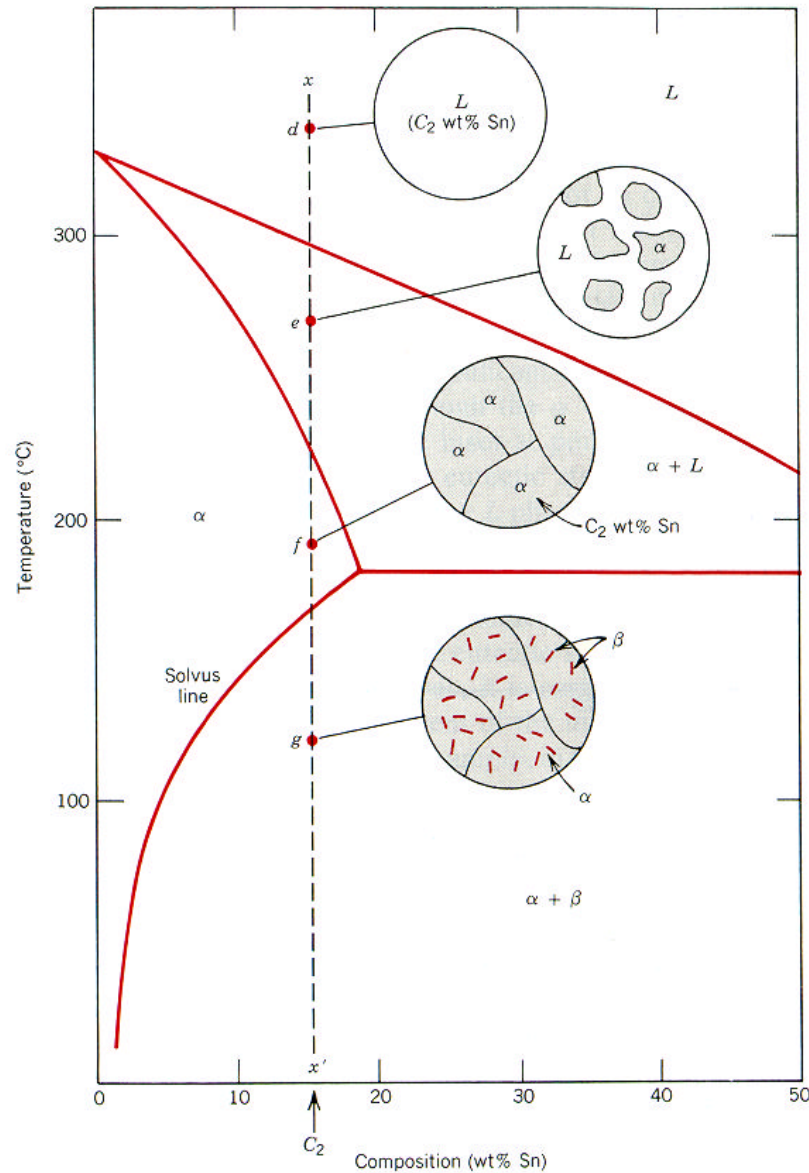 x
L
(C₂ wt% Sn)
L
d
300
L
α
e
α
α
α
α
α + L
C₂ wt% Sn
Temperature (°C)
200
α
f
β
Solvus
line
g
α
100
α + β
x′
0
10
20
30
40
50
C₂
Composition (wt% Sn)